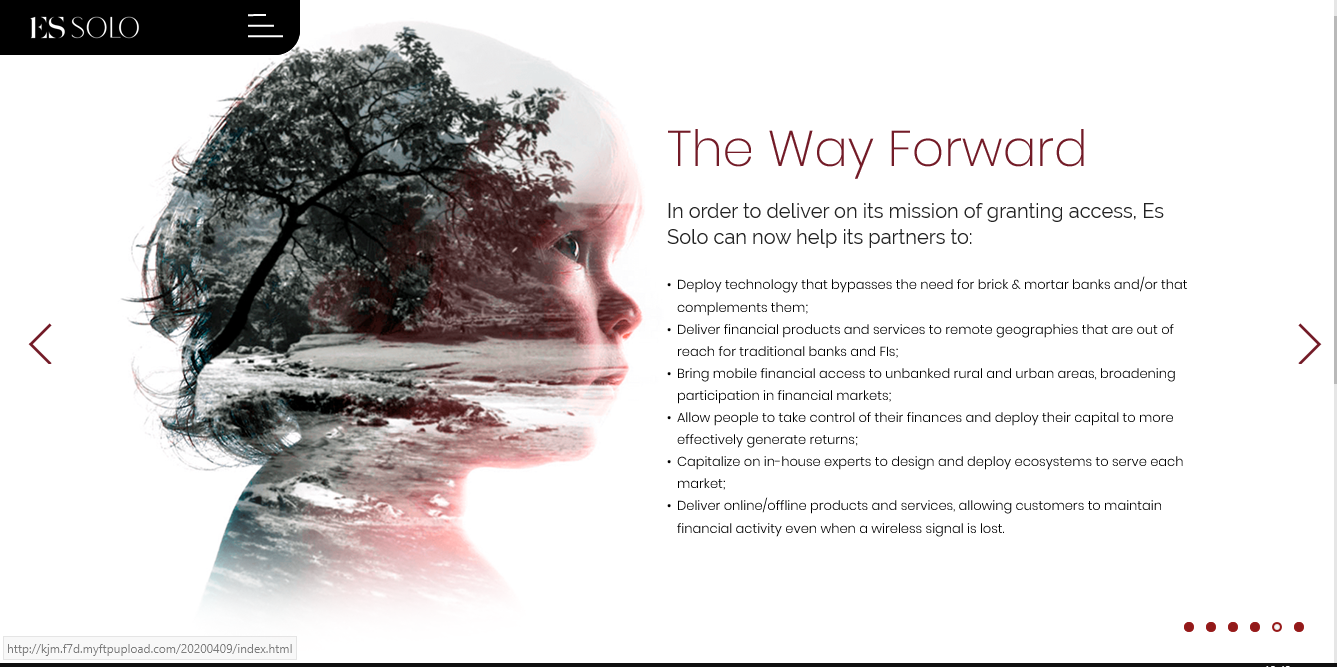 ES SOLO
The Way Forward
In order to deliver on its mission of granting access, Es
Solo can now help its partners to:
• Deploy technology that bypasses the need for brick & mortar banks and/or that
complements them;
• Deliver financial products and services to remote geographies that are out of
reach for traditional banks and FIs;
• Bring mobile financial access to unbanked rural and urban areas, broadening
participation in financial markets;
• Allow people to take control of their finances and deploy their capital to more
effectively generate returns;
• Capitalize on in-house experts to design and deploy ecosystems to serve each
market;
• Deliver online/offline products and services, allowing customers to maintain
financial activity even when a wireless signal is lost.
http://kjm.f7d.myftpupload.com/20200409/index.html